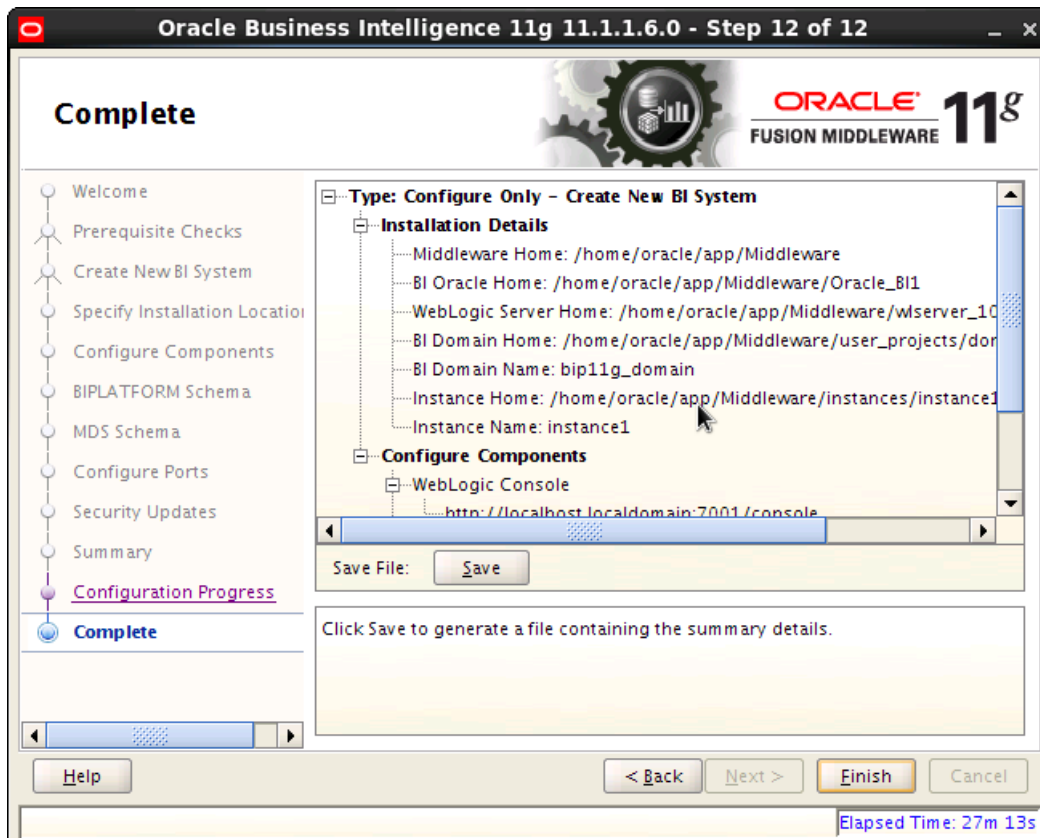 Oracle Business Intelligence 11g 11.1.1.6.0 - Step 12 of 12
Complete
ORACLE
FUSION MIDDLEWARE 11g
Welcome
Prerequisite Checks
Create New BI System
Specify Installation Location
Configure Components
BIPLATFORM Schema
MDS Schema
Configure Ports
Security Updates
Summary
Configuration Progress
Complete
Type: Configure Only - Create New BI System
Installation Details
Middleware Home: /home/oracle/app/Middleware
BI Oracle Home: /home/oracle/app/Middleware/Oracle_BI1
WebLogic Server Home: /home/oracle/app/Middleware/wlserver_10
BI Domain Home: /home/oracle/app/Middleware/user_projects/dor
BI Domain Name: bip11g_domain
Instance Home: /home/oracle/app/Middleware/instances/instance1
Instance Name: instance1
Configure Components
WebLogic Console
http://localhost.localdomain:7001/console
Save File: Save
Click Save to generate a file containing the summary details.
Help < Back Next > Finish Cancel
Elapsed Time: 27m 13s